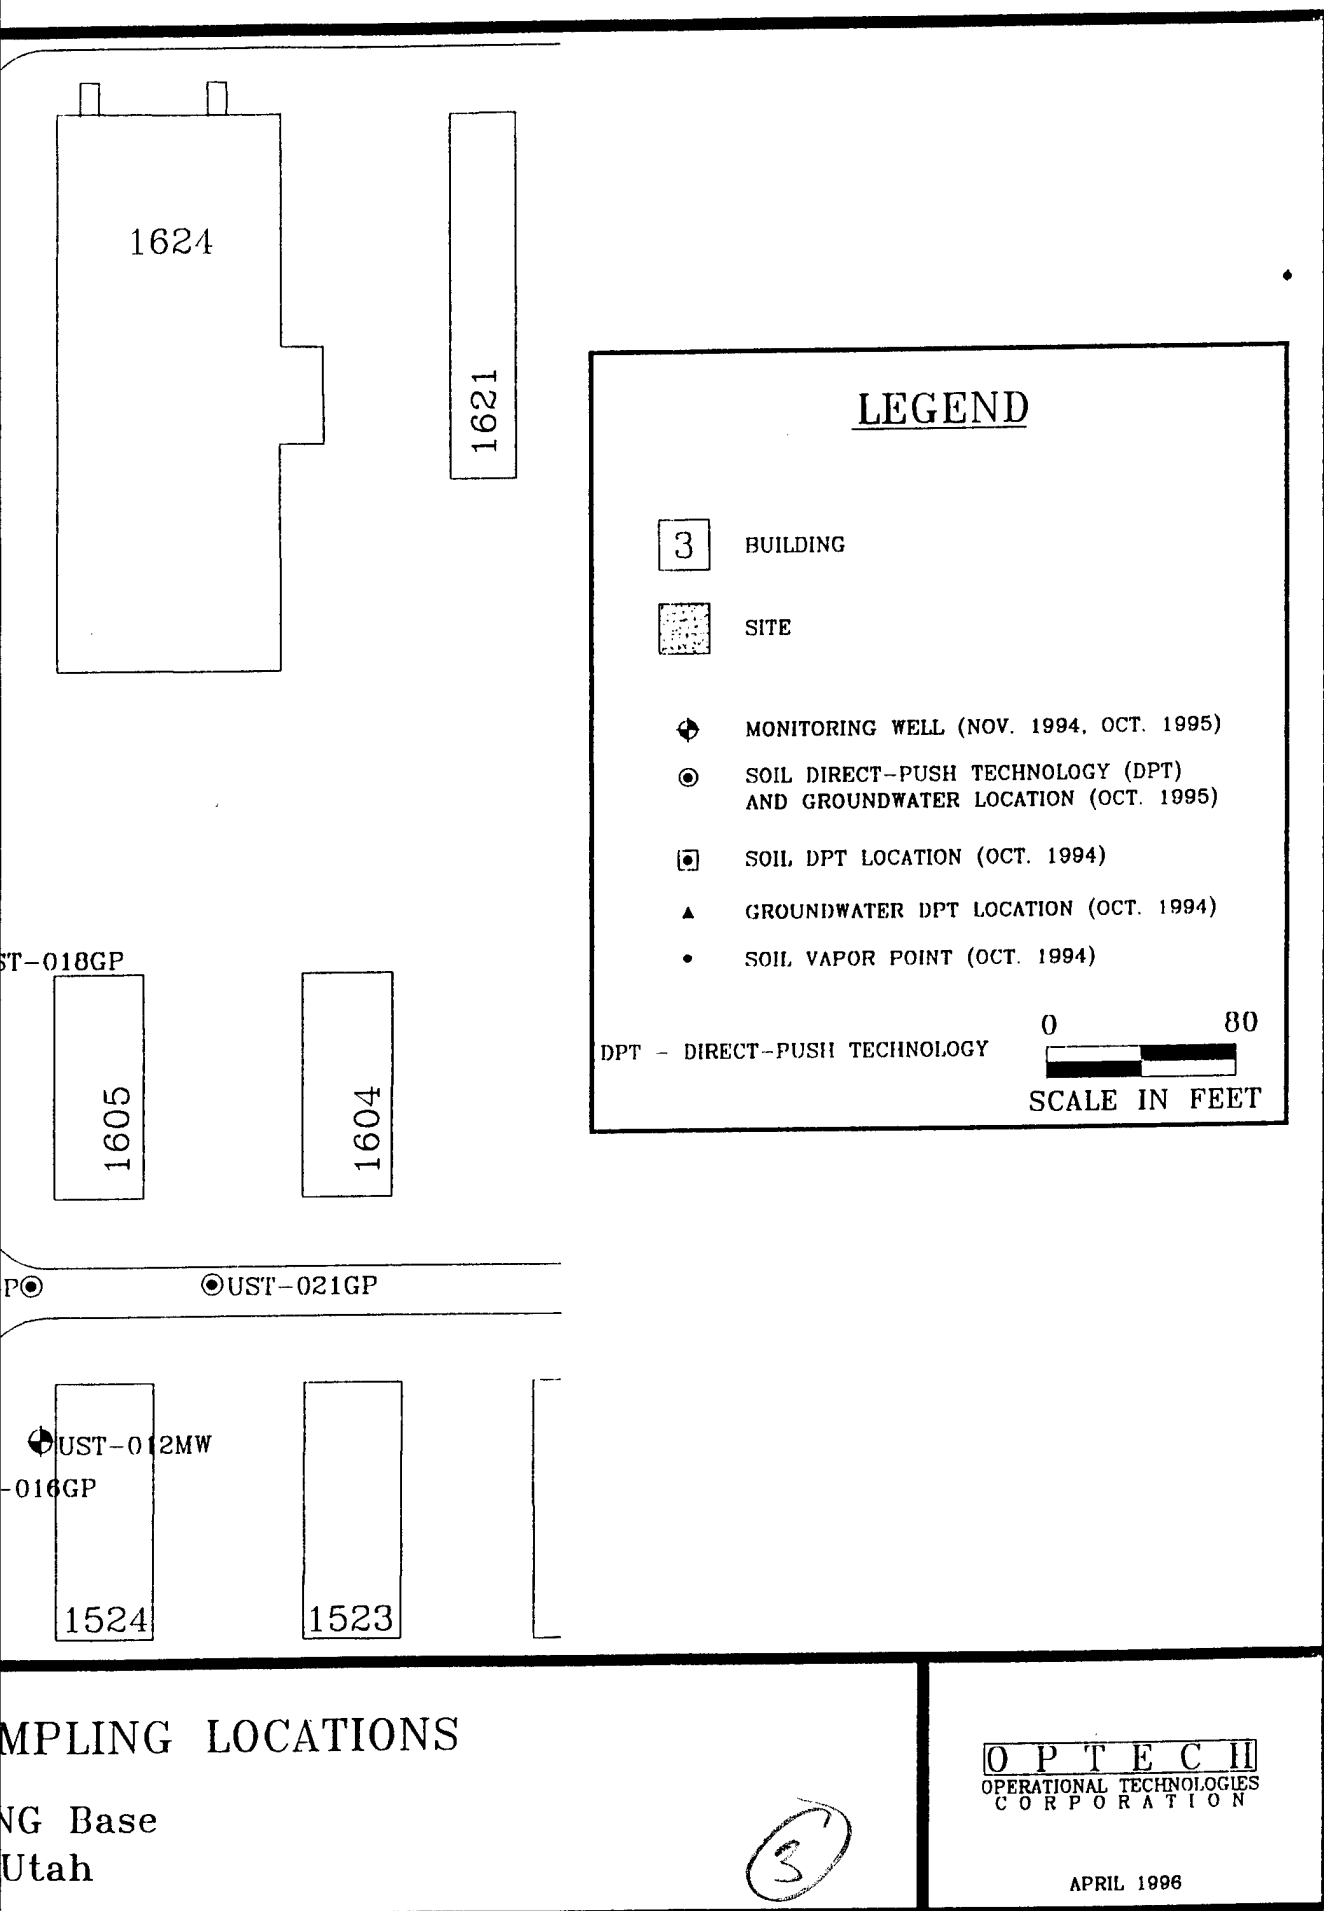 1624
1621
LEGEND
3 BUILDING
SITE
MONITORING WELL (NOV. 1994, OCT. 1995)
SOIL DIRECT-PUSH TECHNOLOGY (DPT)
AND GROUNDWATER LOCATION (OCT. 1995)
SOIL DPT LOCATION (OCT. 1994)
GROUNDWATER DPT LOCATION (OCT. 1994)
SOIL VAPOR POINT (OCT. 1994)
DPT - DIRECT-PUSH TECHNOLOGY
0 80
SCALE IN FEET
ST-018GP
1605
1604
P
UST-021GP
UST-012MW
-016GP
1524
1523
MPLING LOCATIONS
NG Base
Utah
3
OPTECH
OPERATIONAL TECHNOLOGIES
CORPORATION
APRIL 1996